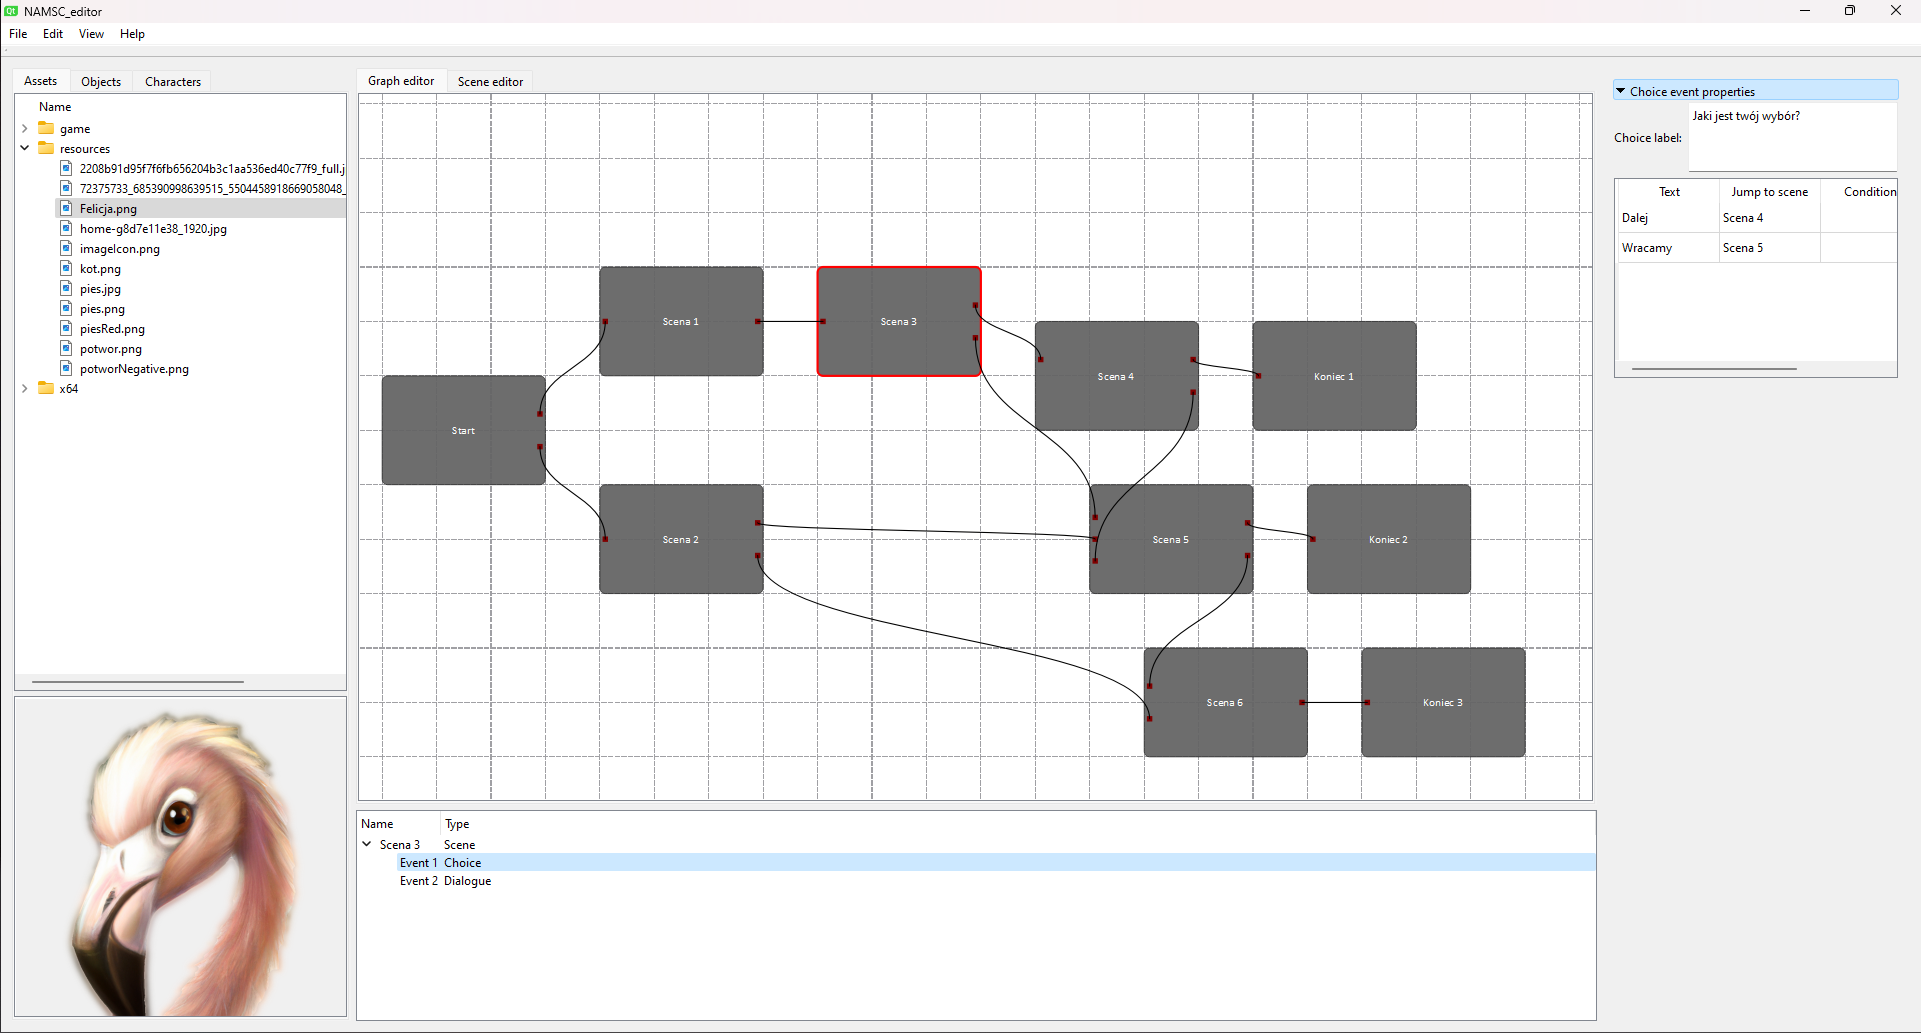 NAMSC_editor
File Edit View Help
Assets Objects Characters
Name
game
resources
2208b91d95f7f6fb656204b3c1aa536ed40c77f9_full.j
72375733_685390998639515_5504458918669058048_
Felicja.png
home-g8d7e11e38_1920.jpg
imageIcon.png
kot.png
pies.jpg
pies.png
piesRed.png
potwor.png
potworNegative.png
x64
Graph editor Scene editor
Scena 1
Scena 3
Scena 4
Koniec 1
Start
Scena 2
Scena 5
Koniec 2
Scena 6
Koniec 3
Name Type
Scena 3 Scene
Event 1 Choice
Event 2 Dialogue
Choice event properties
Choice label:
Jaki jest twój wybór?
Text Jump to scene Condition
Dalej Scena 4
Wracamy Scena 5